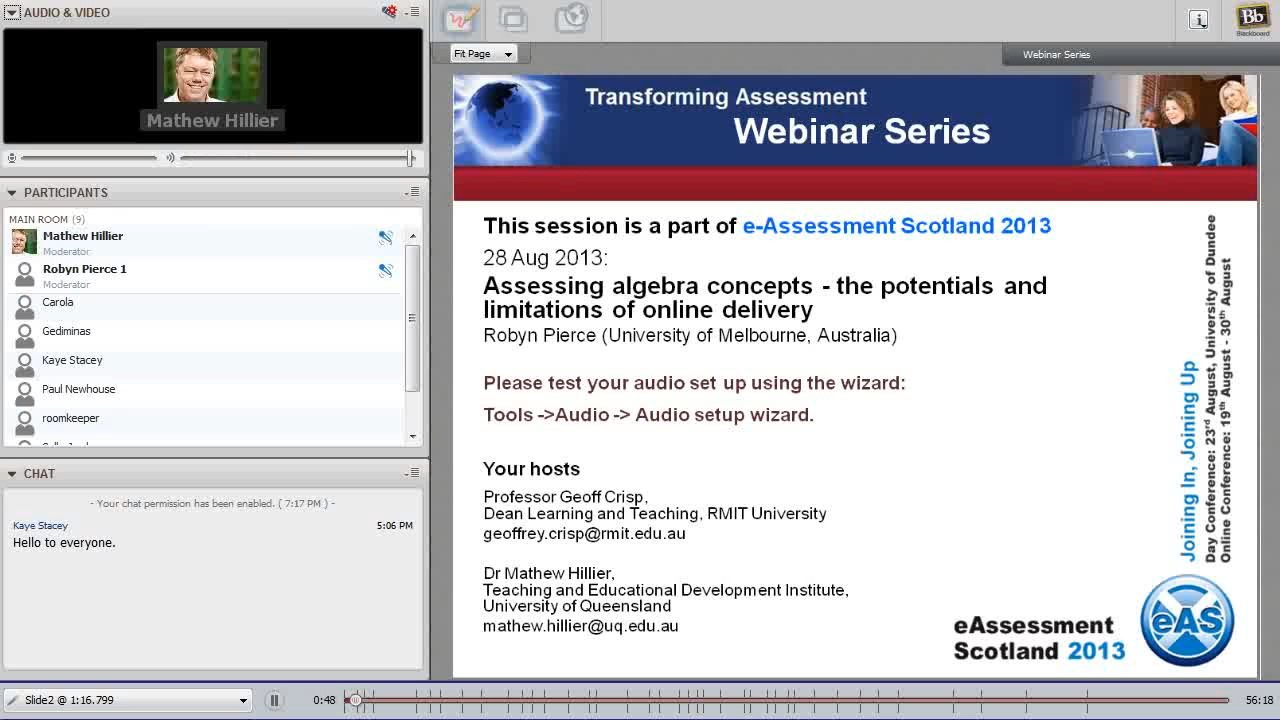 AUDIO & VIDEO
Mathew Hillier
PARTICIPANTS
MAIN ROOM (9)
Mathew Hillier
Moderator
Robyn Pierce 1
Moderator
Carola
Gediminas
Kaye Stacey
Paul Newhouse
roomkeeper
CHAT
- Your chat permission has been enabled. ( 7:17 PM ) -
Kaye Stacey 5:06 PM
Hello to everyone.
Slide2 @ 1:16.799
0:48
56:18
Fit Page
Webinar Series
Bb
Blackboard
Transforming Assessment
Webinar Series
This session is a part of e-Assessment Scotland 2013
28 Aug 2013:
Assessing algebra concepts - the potentials and
limitations of online delivery
Robyn Pierce (University of Melbourne, Australia)
Please test your audio set up using the wizard:
Tools ->Audio -> Audio setup wizard.
Your hosts
Professor Geoff Crisp,
Dean Learning and Teaching, RMIT University
geoffrey.crisp@rmit.edu.au
Dr Mathew Hillier,
Teaching and Educational Development Institute,
University of Queensland
mathew.hillier@uq.edu.au
Joining In, Joining Up
Day Conference: 23rd August, University of Dundee
Online Conference: 19th August - 30th August
eAssessment
Scotland 2013
eAS